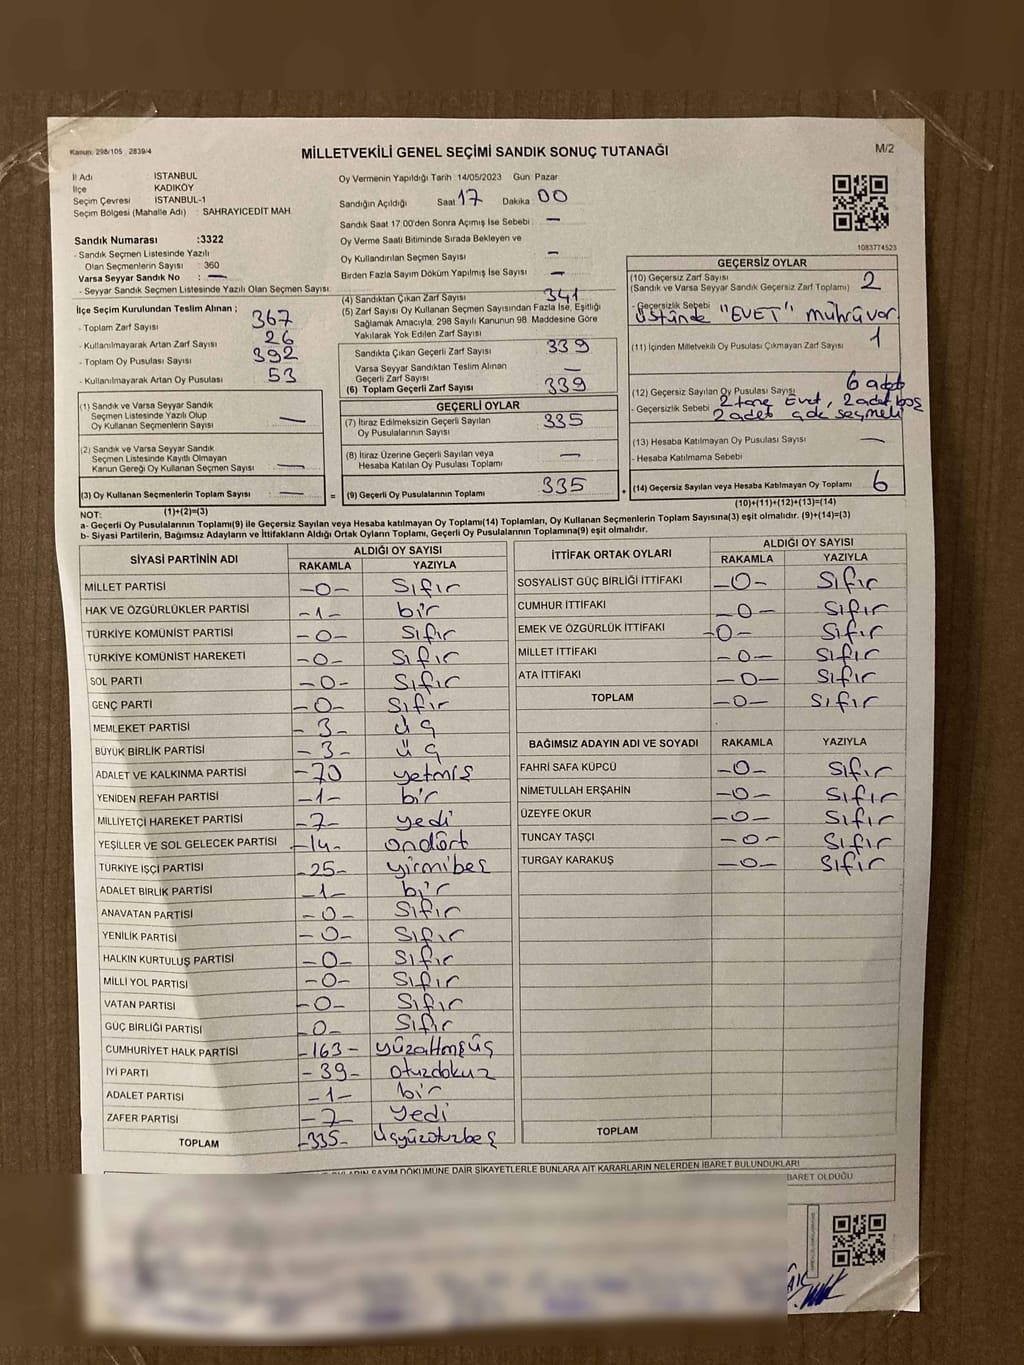 Kanun: 298/105 , 2839/4
MİLLETVEKİLİ GENEL SEÇİMİ SANDIK SONUÇ TUTANAĞI
M/2
İl Adı İSTANBUL
İlçe KADIKÖY
Seçim Çevresi İSTANBUL-1
Seçim Bölgesi (Mahalle Adı) : SAHRAYICEDİT MAH.
Sandık Numarası :3322
- Sandık Seçmen Listesinde Yazılı
Olan Seçmenlerin Sayısı : 360
Varsa Seyyar Sandık No : —
- Seyyar Sandık Seçmen Listesinde Yazılı Olan Seçmen Sayısı:
Oy Vermenin Yapıldığı Tarih :14/05/2023 Gün Pazar
Sandığın Açıldığı Saat 17 Dakika 00
Sandık Saat 17.00'den Sonra Açılmış İse Sebebi : —
Oy Verme Saati Bitiminde Sırada Bekleyen ve
Oy Kullandırılan Seçmen Sayısı —
Birden Fazla Sayım Döküm Yapılmış İse Sayısı —
1083774523
İlçe Seçim Kurulundan Teslim Alınan ;
- Toplam Zarf Sayısı 367
- Kullanılmayarak Artan Zarf Sayısı 26
- Toplam Oy Pusulası Sayısı 392
- Kullanılmayarak Artan Oy Pusulası 53
(1) Sandık ve Varsa Seyyar Sandık
Seçmen Listesinde Yazılı Olup
Oy Kullanan Seçmenlerin Sayısı —
(2) Sandık ve Varsa Seyyar Sandık
Seçmen Listesinde Kayıtlı Olmayan
Kanun Gereği Oy Kullanan Seçmen Sayısı —
(3) Oy Kullanan Seçmenlerin Toplam Sayısı —
(1)+(2)=(3)
(4) Sandıktan Çıkan Zarf Sayısı 341
(5) Zarf Sayısı Oy Kullanan Seçmen Sayısından Fazla İse, Eşitliği
Sağlamak Amacıyla, 298 Sayılı Kanunun 98. Maddesine Göre
Yakılarak Yok Edilen Zarf Sayısı
Sandıkta Çıkan Geçerli Zarf Sayısı 339
Varsa Seyyar Sandıktan Teslim Alınan
Geçerli Zarf Sayısı —
(6) Toplam Geçerli Zarf Sayısı 339
GEÇERLİ OYLAR
(7) İtiraz Edilmeksizin Geçerli Sayılan
Oy Pusulalarının Sayısı 335
(8) İtiraz Üzerine Geçerli Sayılan veya
Hesaba Katılan Oy Pusulası Toplamı —
= (9) Geçerli Oy Pusulalarının Toplamı 335 +
GEÇERSİZ OYLAR
(10) Geçersiz Zarf Sayısı 2
(Sandık ve Varsa Seyyar Sandık Geçersiz Zarf Toplamı)
- Geçersizlik Sebebi
üstünde "EVET" mührü var
(11) İçinden Milletvekili Oy Pusulası Çıkmayan Zarf Sayısı 1
(12) Geçersiz Sayılan Oy Pusulası Sayısı 6 adet
- Geçersizlik Sebebi 2 tane Evet, 2 adet boş
2 adet çok seçmeli
(13) Hesaba Katılmayan Oy Pusulası Sayısı —
- Hesaba Katılmama Sebebi
(14) Geçersiz Sayılan veya Hesaba Katılmayan Oy Toplamı 6
(10)+(11)+(12)+(13)=(14)
NOT:
a- Geçerli Oy Pusulalarının Toplamı(9) ile Geçersiz Sayılan veya Hesaba katılmayan Oy Toplamı(14) Toplamları, Oy Kullanan Seçmenlerin Toplam Sayısına(3) eşit olmalıdır. (9)+(14)=(3)
b- Siyasi Partilerin, Bağımsız Adayların ve İttifakların Aldığı Ortak Oyların Toplamı, Geçerli Oy Pusulalarının Toplamına(9) eşit olmalıdır.
SİYASİ PARTİNİN ADI ALDIĞI OY SAYISI
RAKAMLA YAZIYLA
MİLLET PARTİSİ -0- Sıfır
HAK VE ÖZGÜRLÜKLER PARTİSİ -1- bir
TÜRKİYE KOMÜNİST PARTİSİ -0- Sıfır
TÜRKİYE KOMÜNİST HAREKETİ -0- Sıfır
SOL PARTİ -0- Sıfır
GENÇ PARTİ -0- Sıfır
MEMLEKET PARTİSİ -3- üç
BÜYÜK BİRLİK PARTİSİ -3- üç
ADALET VE KALKINMA PARTİSİ -70 yetmiş
YENİDEN REFAH PARTİSİ -1- bir
MİLLİYETÇİ HAREKET PARTİSİ -7- yedi
YEŞİLLER VE SOL GELECEK PARTİSİ -14- ondört
TÜRKİYE İŞÇİ PARTİSİ -25- yirmibeş
ADALET BİRLİK PARTİSİ -1- bir
ANAVATAN PARTİSİ -0- Sıfır
YENİLİK PARTİSİ -0- Sıfır
HALKIN KURTULUŞ PARTİSİ -0- Sıfır
MİLLİ YOL PARTİSİ -0- Sıfır
VATAN PARTİSİ -0- Sıfır
GÜÇ BİRLİĞİ PARTİSİ -0- Sıfır
CUMHURİYET HALK PARTİSİ -163- yüzaltmışüç
İYİ PARTİ -39- otuzdokuz
ADALET PARTİSİ -1- bir
ZAFER PARTİSİ -7- Yedi
TOPLAM -335- Üçyüzotuzbeş
İTTİFAK ORTAK OYLARI ALDIĞI OY SAYISI
RAKAMLA YAZIYLA
SOSYALİST GÜÇ BİRLİĞİ İTTİFAKI -0- Sıfır
CUMHUR İTTİFAKI -0- Sıfır
EMEK VE ÖZGÜRLÜK İTTİFAKI -0- Sıfır
MİLLET İTTİFAKI -0- Sıfır
ATA İTTİFAKI -0- Sıfır
TOPLAM -0- Sıfır
BAĞIMSIZ ADAYIN ADI VE SOYADI RAKAMLA YAZIYLA
FAHRİ SAFA KÜPCÜ -0- Sıfır
NİMETULLAH ERŞAHİN -0- Sıfır
ÜZEYFE OKUR -0- Sıfır
TUNCAY TAŞÇI -0- Sıfır
TURGAY KARAKUŞ -0- Sıfır
TOPLAM
SAYIM DÖKÜMÜNE DAİR ŞİKAYETLERLE BUNLARA AİT KARARLARIN NELERDEN İBARET BULUNDUKLARI
İBARET OLDUĞU